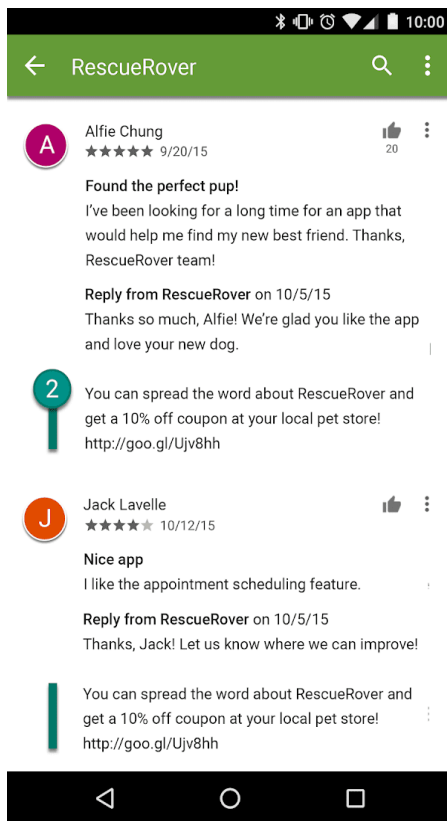 10:00
RescueRover
A
Alfie Chung
9/20/15
20
Found the perfect pup!
I've been looking for a long time for an app that
would help me find my new best friend. Thanks,
RescueRover team!
Reply from RescueRover on 10/5/15
Thanks so much, Alfie! We're glad you like the app
and love your new dog.
2
You can spread the word about RescueRover and
get a 10% off coupon at your local pet store!
http://goo.gl/Ujv8hh
J
Jack Lavelle
10/12/15
Nice app
I like the appointment scheduling feature.
Reply from RescueRover on 10/5/15
Thanks, Jack! Let us know where we can improve!
You can spread the word about RescueRover and
get a 10% off coupon at your local pet store!
http://goo.gl/Ujv8hh